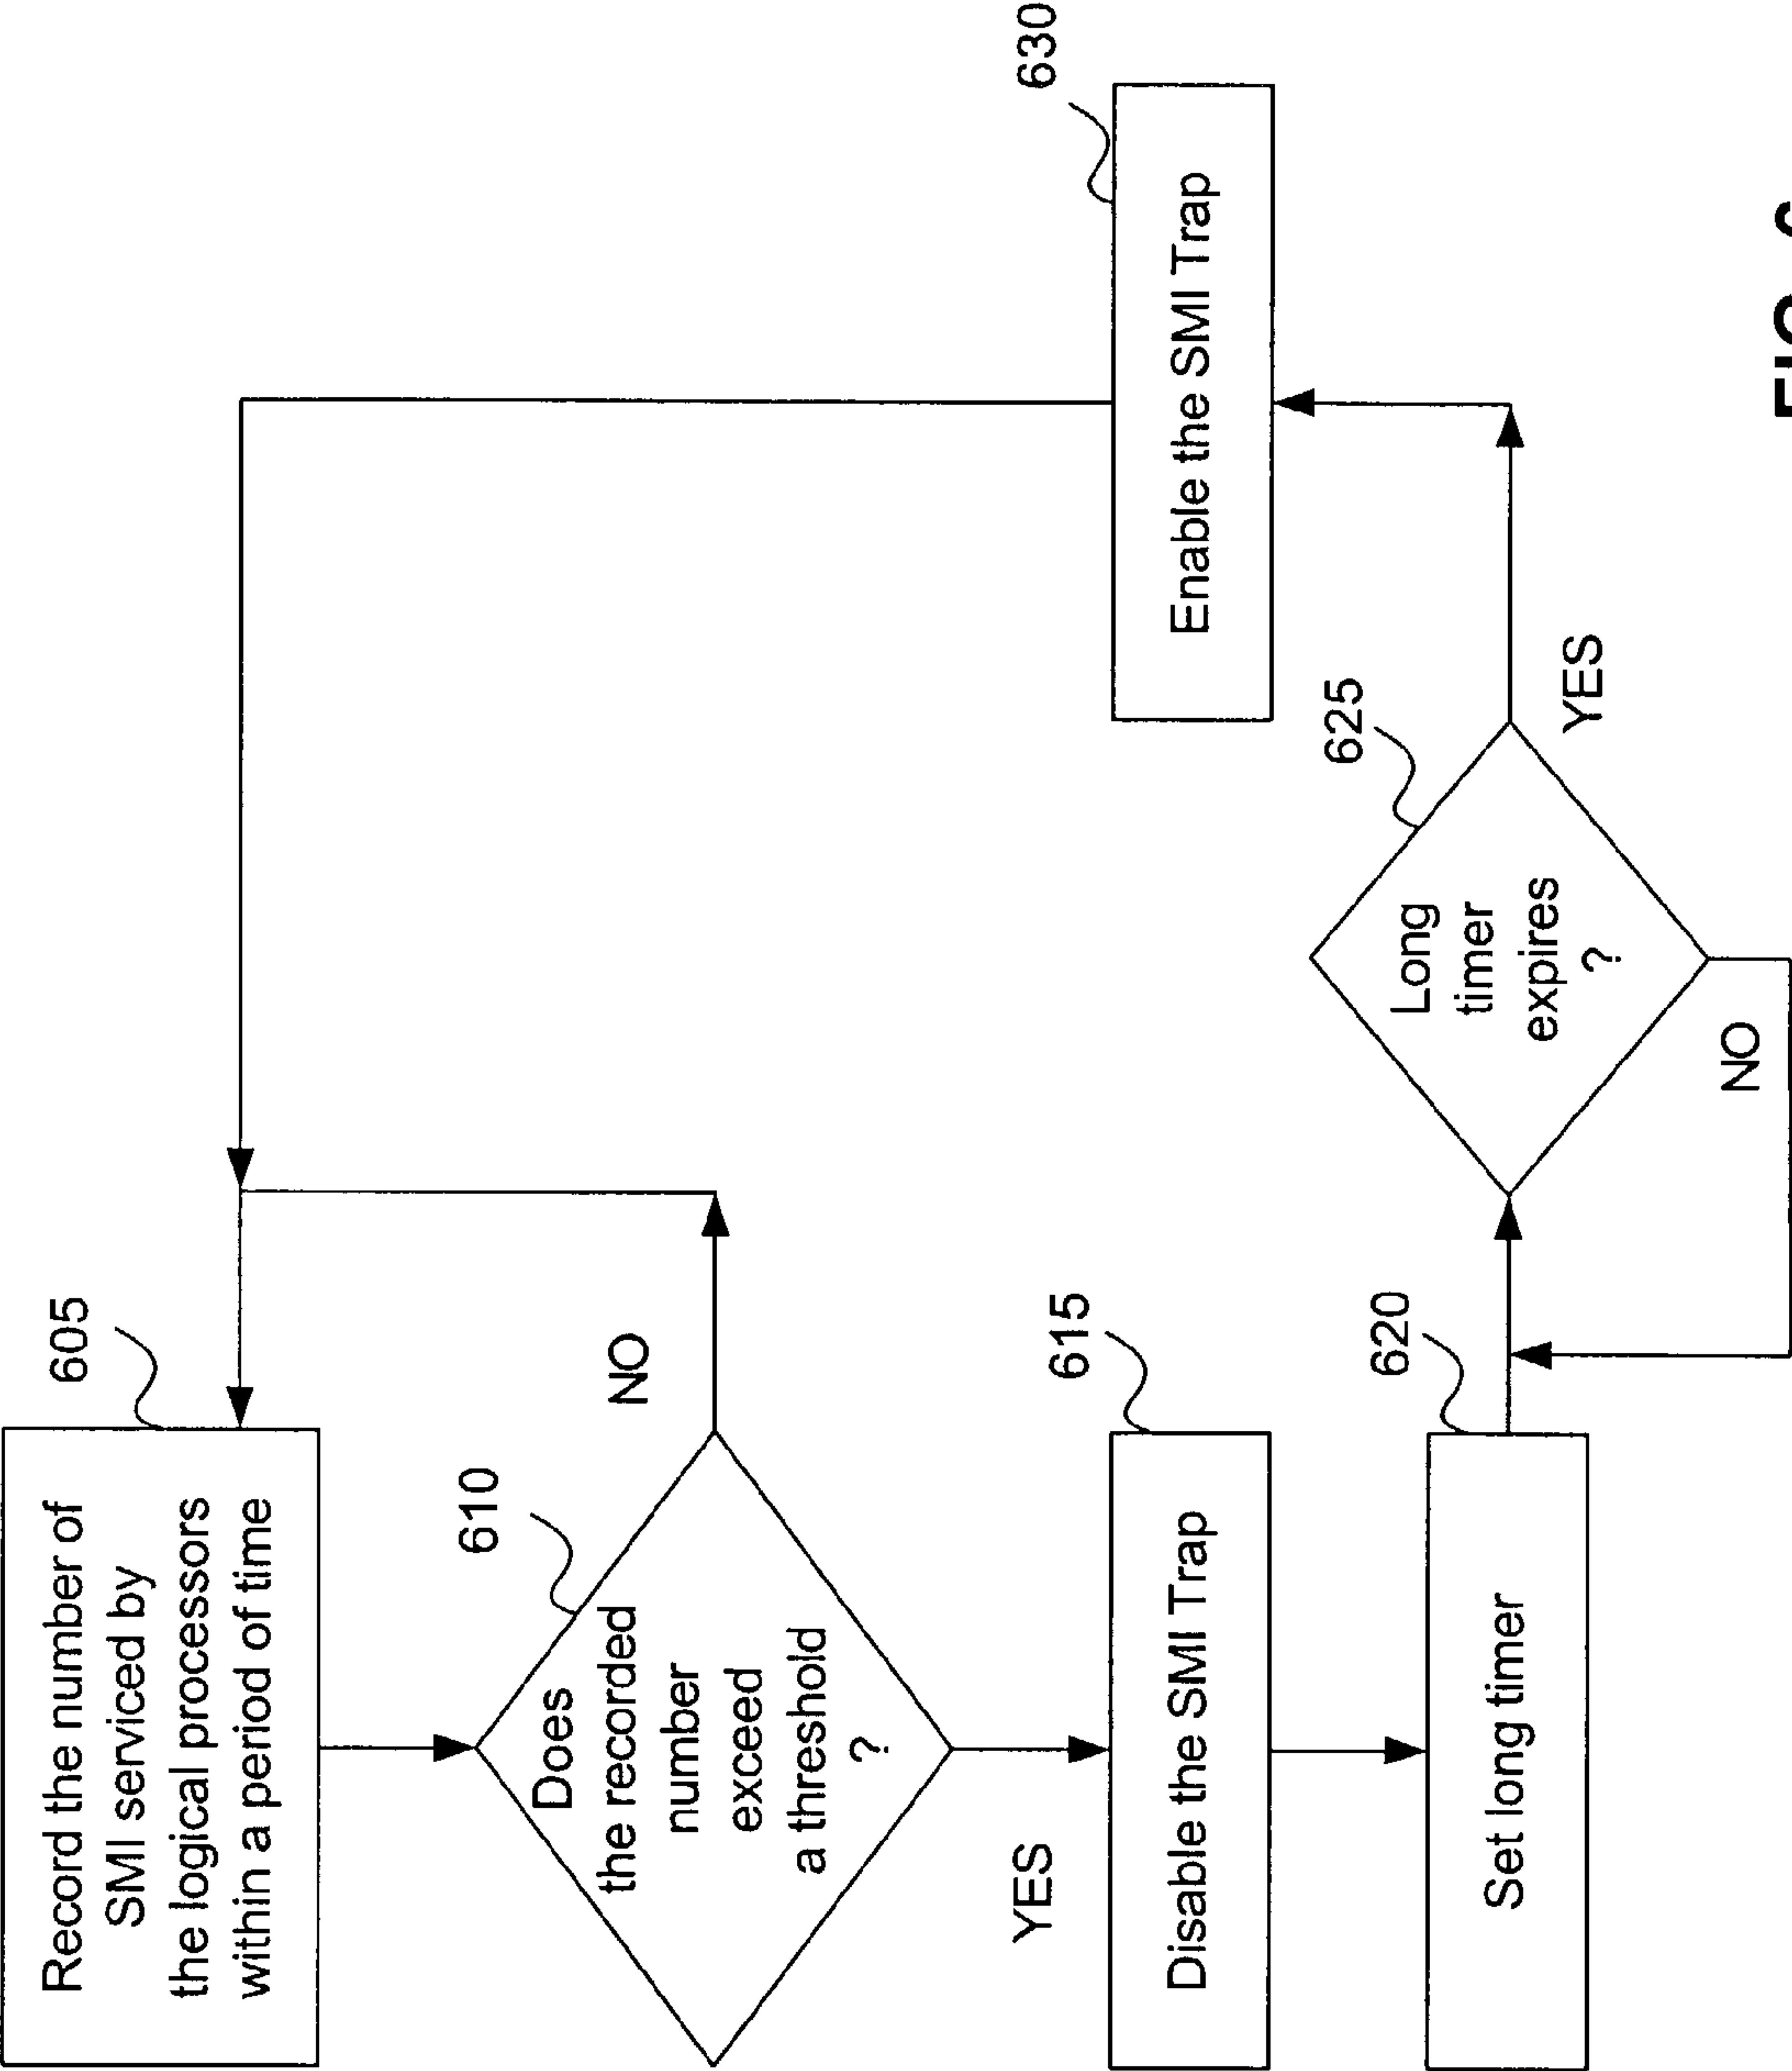 Record the number of
SMI serviced by
the logical processors
within a period of time
605
Does
the recorded
number
exceed
a threshold
?
610
NO
YES
Disable the SMI Trap
615
Set long timer
620
Long
timer
expires
?
625
NO
YES
Enable the SMI Trap
630